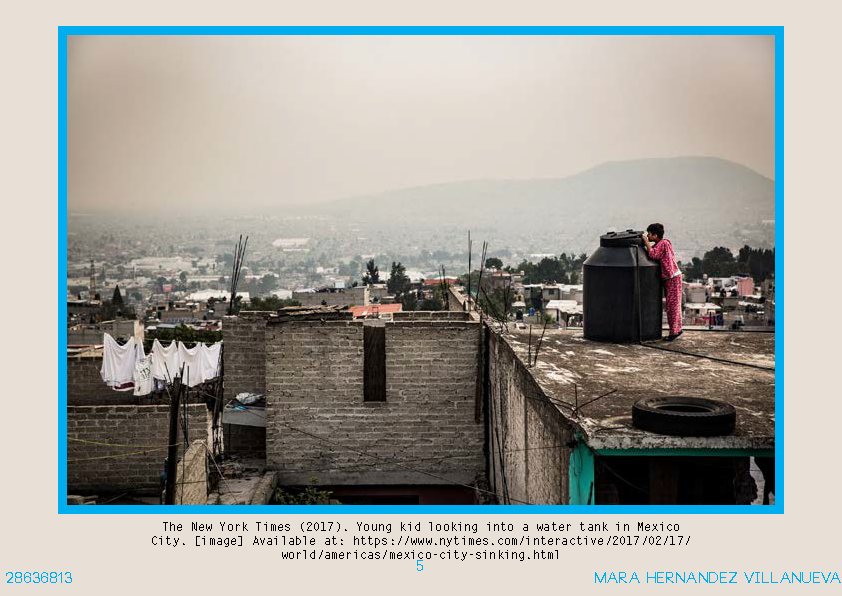 The New York Times (2017). Young kid looking into a water tank in Mexico
City. [image] Available at: https://www.nytimes.com/interactive/2017/02/17/
world/americas/mexico-city-sinking.html
5
28636813
MARA HERNANDEZ VILLANUEVA